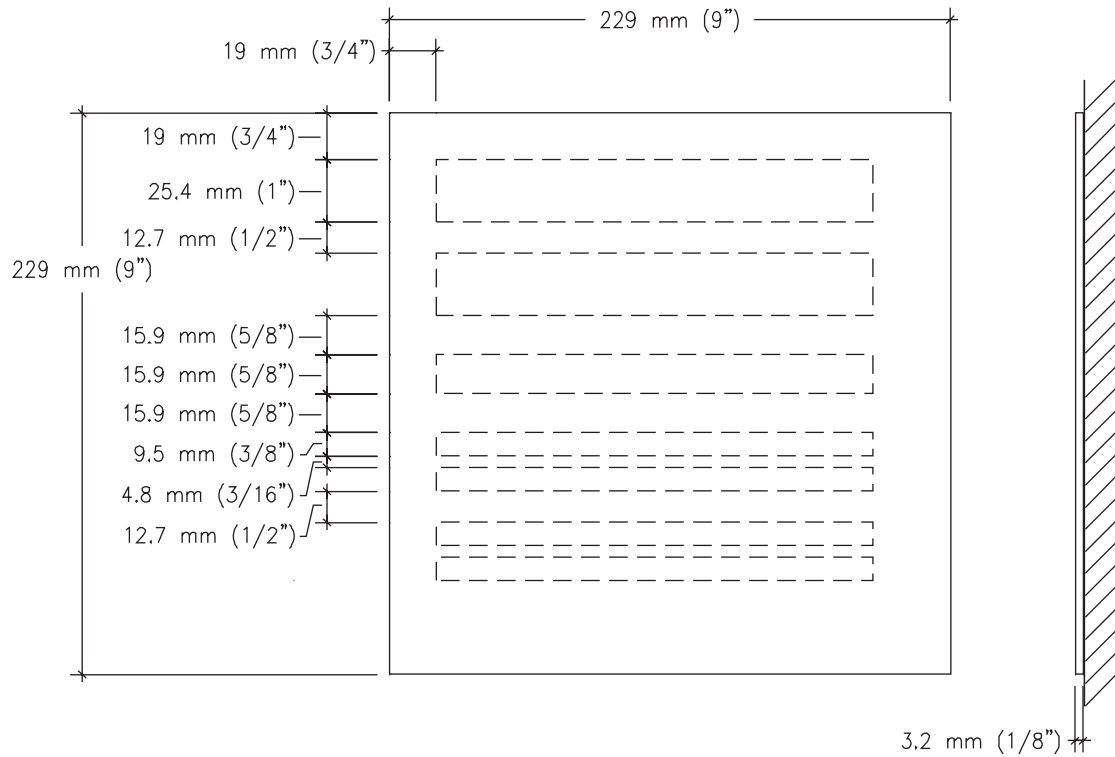 229 mm (9”)
19 mm (3/4”)
19 mm (3/4”)
25.4 mm (1”)
12.7 mm (1/2”)
229 mm (9”)
15.9 mm (5/8”)
15.9 mm (5/8”)
15.9 mm (5/8”)
9.5 mm (3/8”)
4.8 mm (3/16”)
12.7 mm (1/2”)
3.2 mm (1/8”)